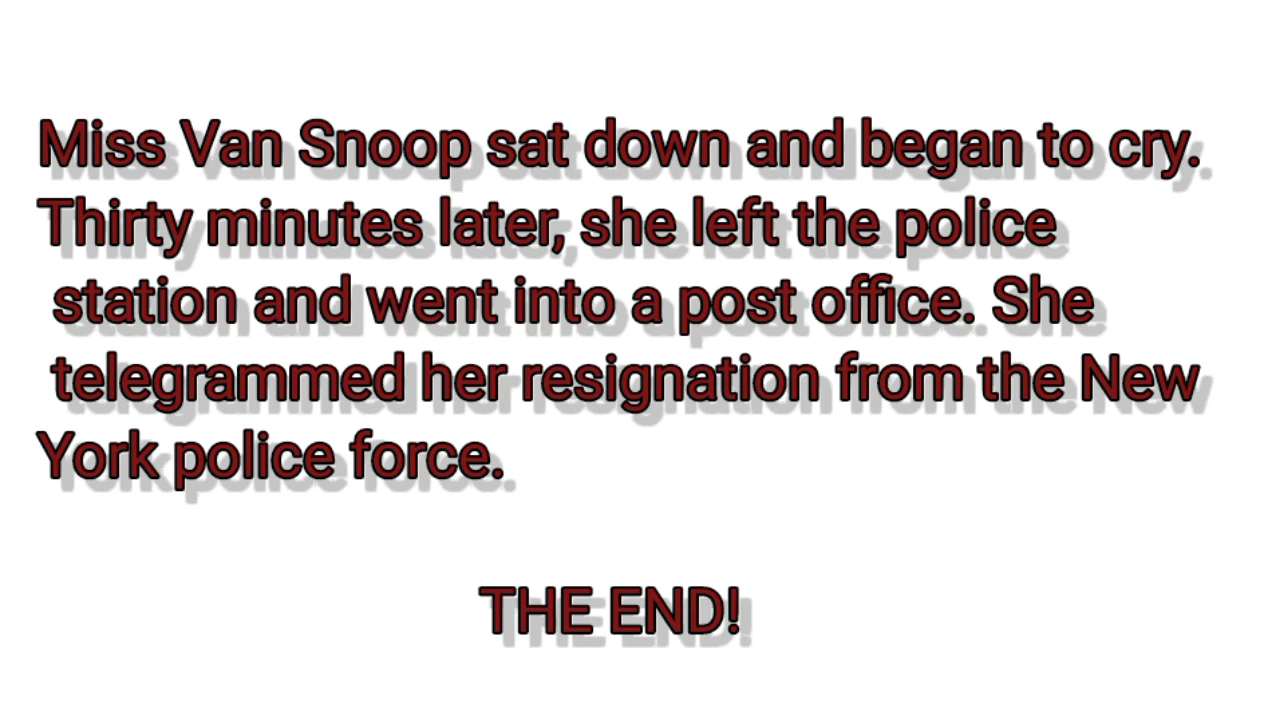 Miss Van Snoop sat down and began to cry.
Thirty minutes later, she left the police
station and went into a post office. She
telegrammed her resignation from the New
York police force.
THE END!